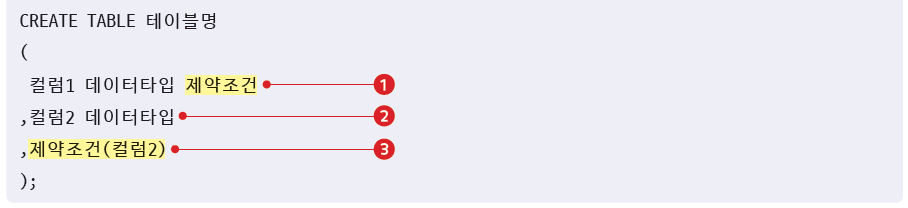 CREATE TABLE 테이블명
(
컬럼1 데이터타입 제약조건 1
,컬럼2 데이터타입 2
,제약조건(컬럼2) 3
);